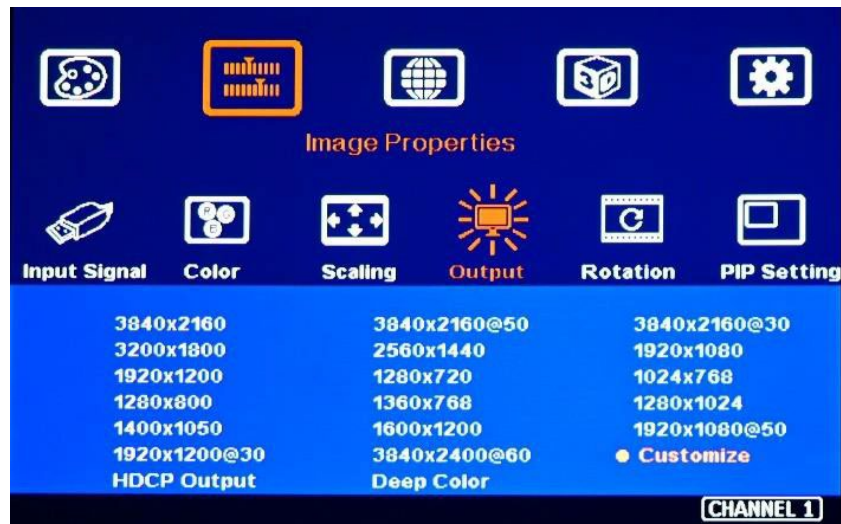 3D
Image Properties
R G B
Input Signal Color Scaling Output Rotation PIP Setting
3840x2160 3840x2160@50 3840x2160@30
3200x1800 2560x1440 1920x1080
1920x1200 1280x720 1024x768
1280x800 1360x768 1280x1024
1400x1050 1600x1200 1920x1080@50
1920x1200@30 3840x2400@60 Customize
HDCP Output Deep Color
CHANNEL 1